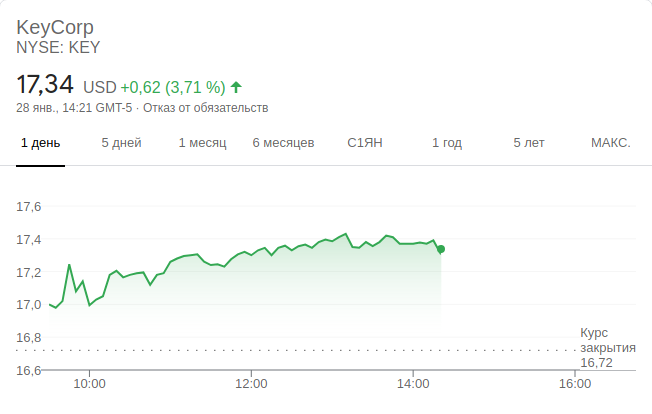 KeyCorp
NYSE: KEY
17,34 USD +0,62 (3,71 %)
28 янв., 14:21 GMT-5 · Отказ от обязательств
1 день 5 дней 1 месяц 6 месяцев С1ЯН 1 год 5 лет МАКС.
17,6
17,4
17,2
17,0
16,8
16,6
Курс
закрытия
16,72
10:00 12:00 14:00 16:00